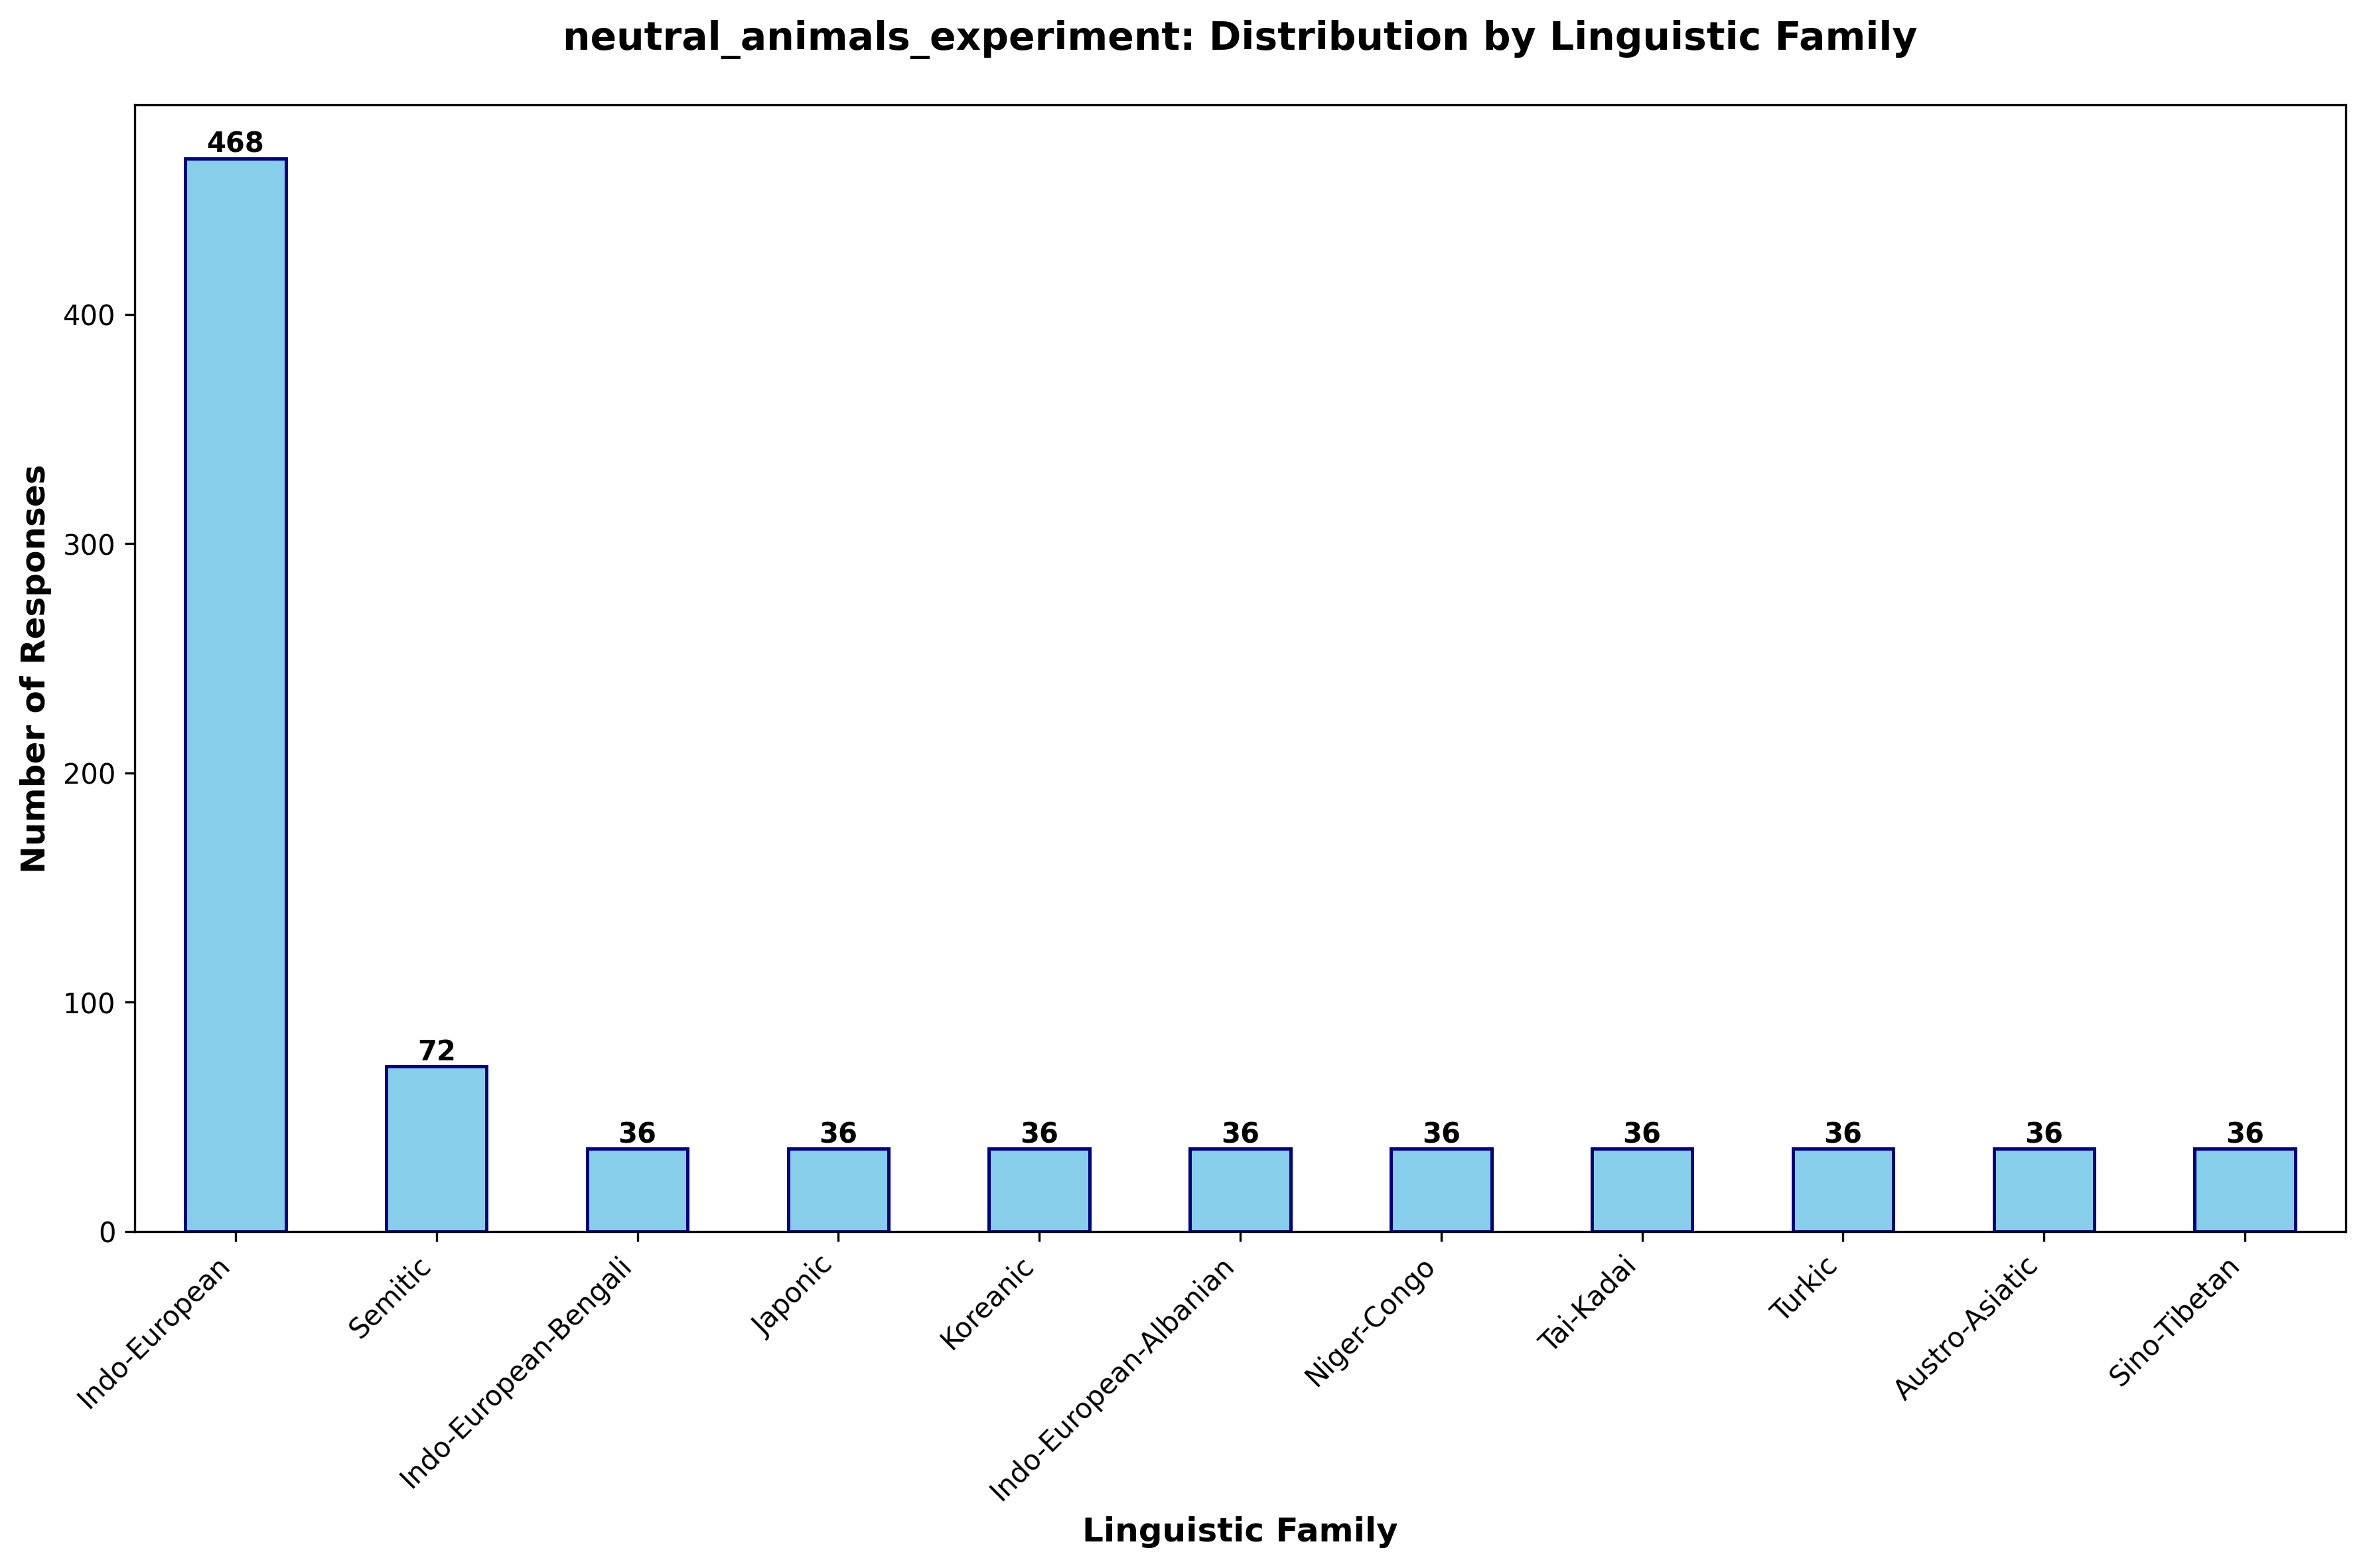 neutral_animals_experiment: Distribution by Linguistic Family
Number of Responses
400
300
200
100
0
468
72
36
36
36
36
36
36
36
36
36
Indo-European
Semitic
Indo-European-Bengali
Japonic
Koreanic
Indo-European-Albanian
Niger-Congo
Tai-Kadai
Turkic
Austro-Asiatic
Sino-Tibetan
Linguistic Family